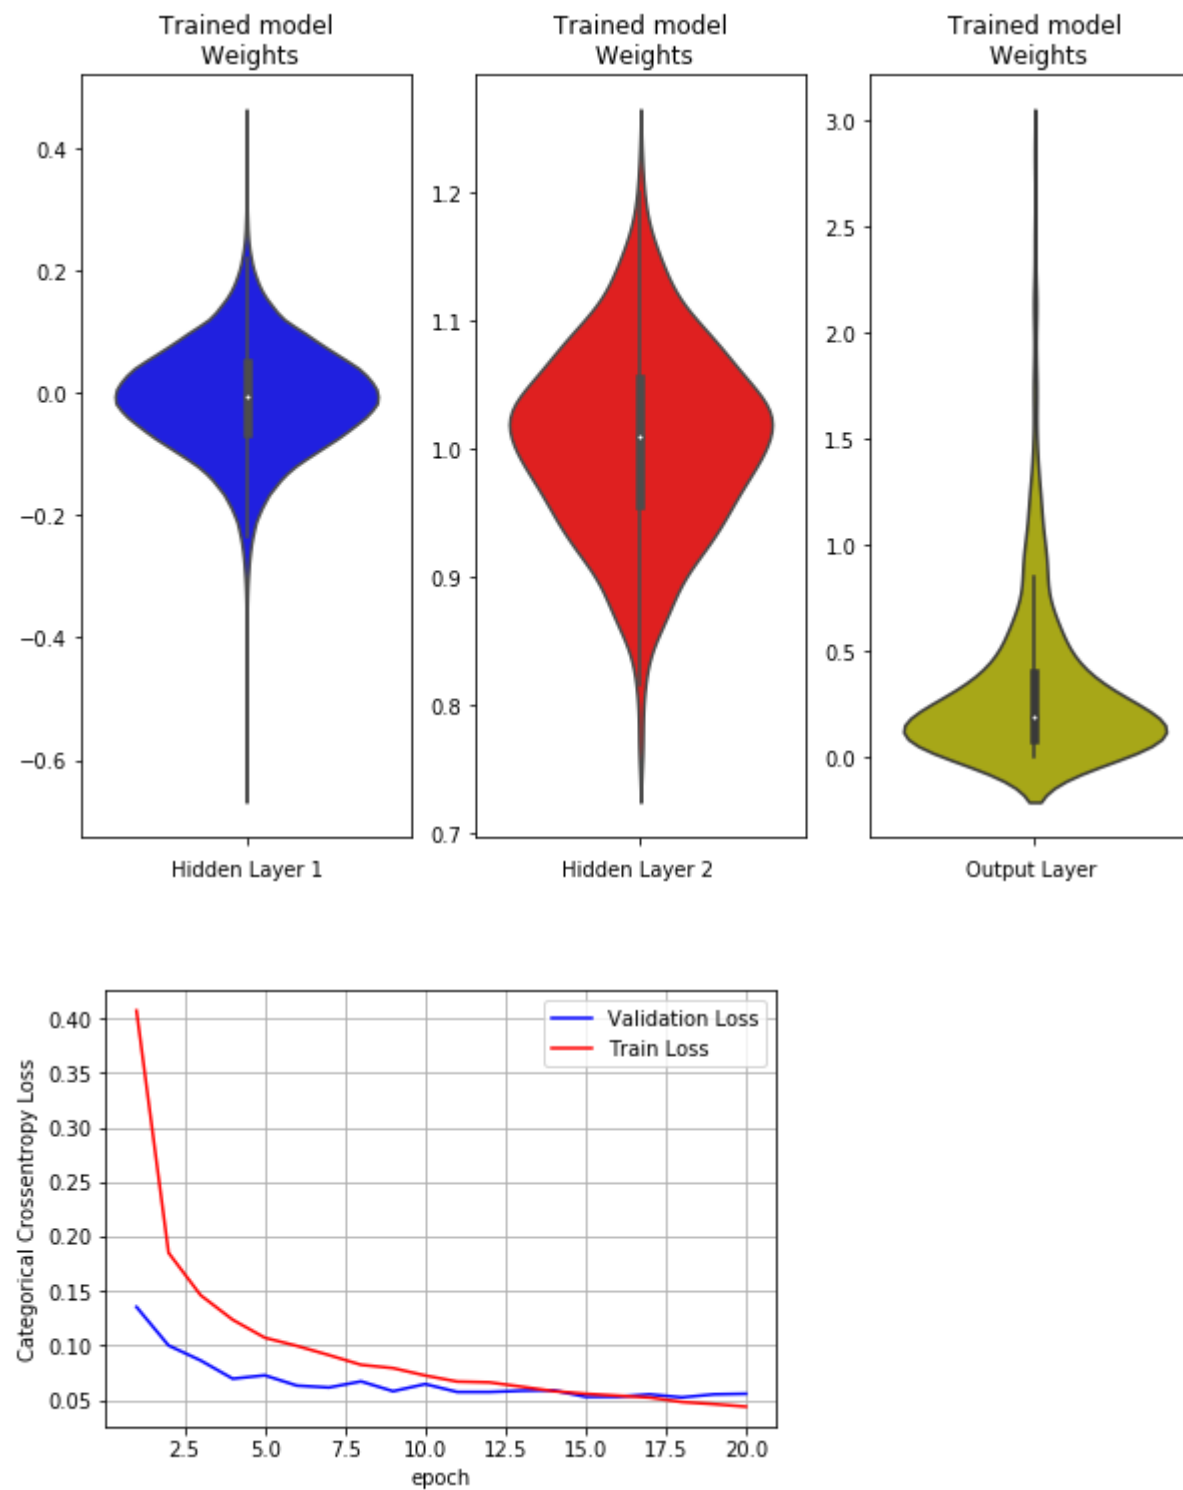 Trained model
Weights
Trained model
Weights
Trained model
Weights
0.4
0.2
0.0
−0.2
−0.4
−0.6
Hidden Layer 1
1.2
1.1
1.0
0.9
0.8
0.7
Hidden Layer 2
3.0
2.5
2.0
1.5
1.0
0.5
0.0
Output Layer
Categorical Crossentropy Loss
0.40
0.35
0.30
0.25
0.20
0.15
0.10
0.05
Validation Loss
Train Loss
2.5 5.0 7.5 10.0 12.5 15.0 17.5 20.0
epoch